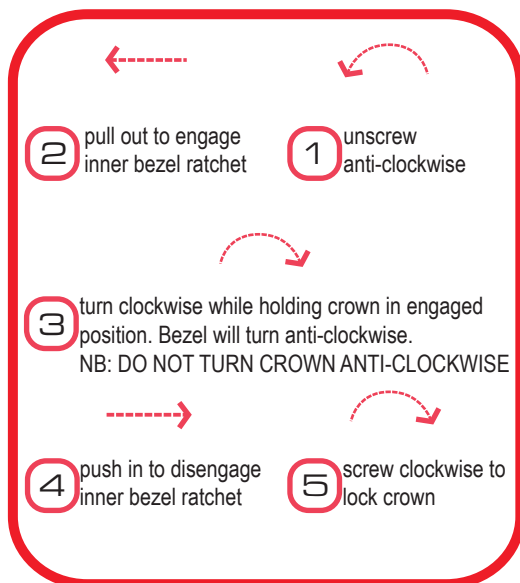 2
pull out to engage
inner bezel ratchet
1
unscrew
anti-clockwise
3
turn clockwise while holding crown in engaged
position. Bezel will turn anti-clockwise.
NB: DO NOT TURN CROWN ANTI-CLOCKWISE
4
push in to disengage
inner bezel ratchet
5
screw clockwise to
lock crown